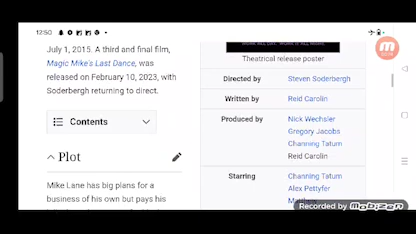 12:50
July 1, 2015. A third and final film,
Magic Mike's Last Dance, was
released on February 10, 2023, with
Soderbergh returning to direct.
Contents
Plot
Mike Lane has big plans for a
business of his own but pays his
Theatrical release poster
Directed by Steven Soderbergh
Written by Reid Carolin
Produced by Nick Wechsler
Gregory Jacobs
Channing Tatum
Reid Carolin
Starring Channing Tatum
Alex Pettyfer
Recorded by Mobizen